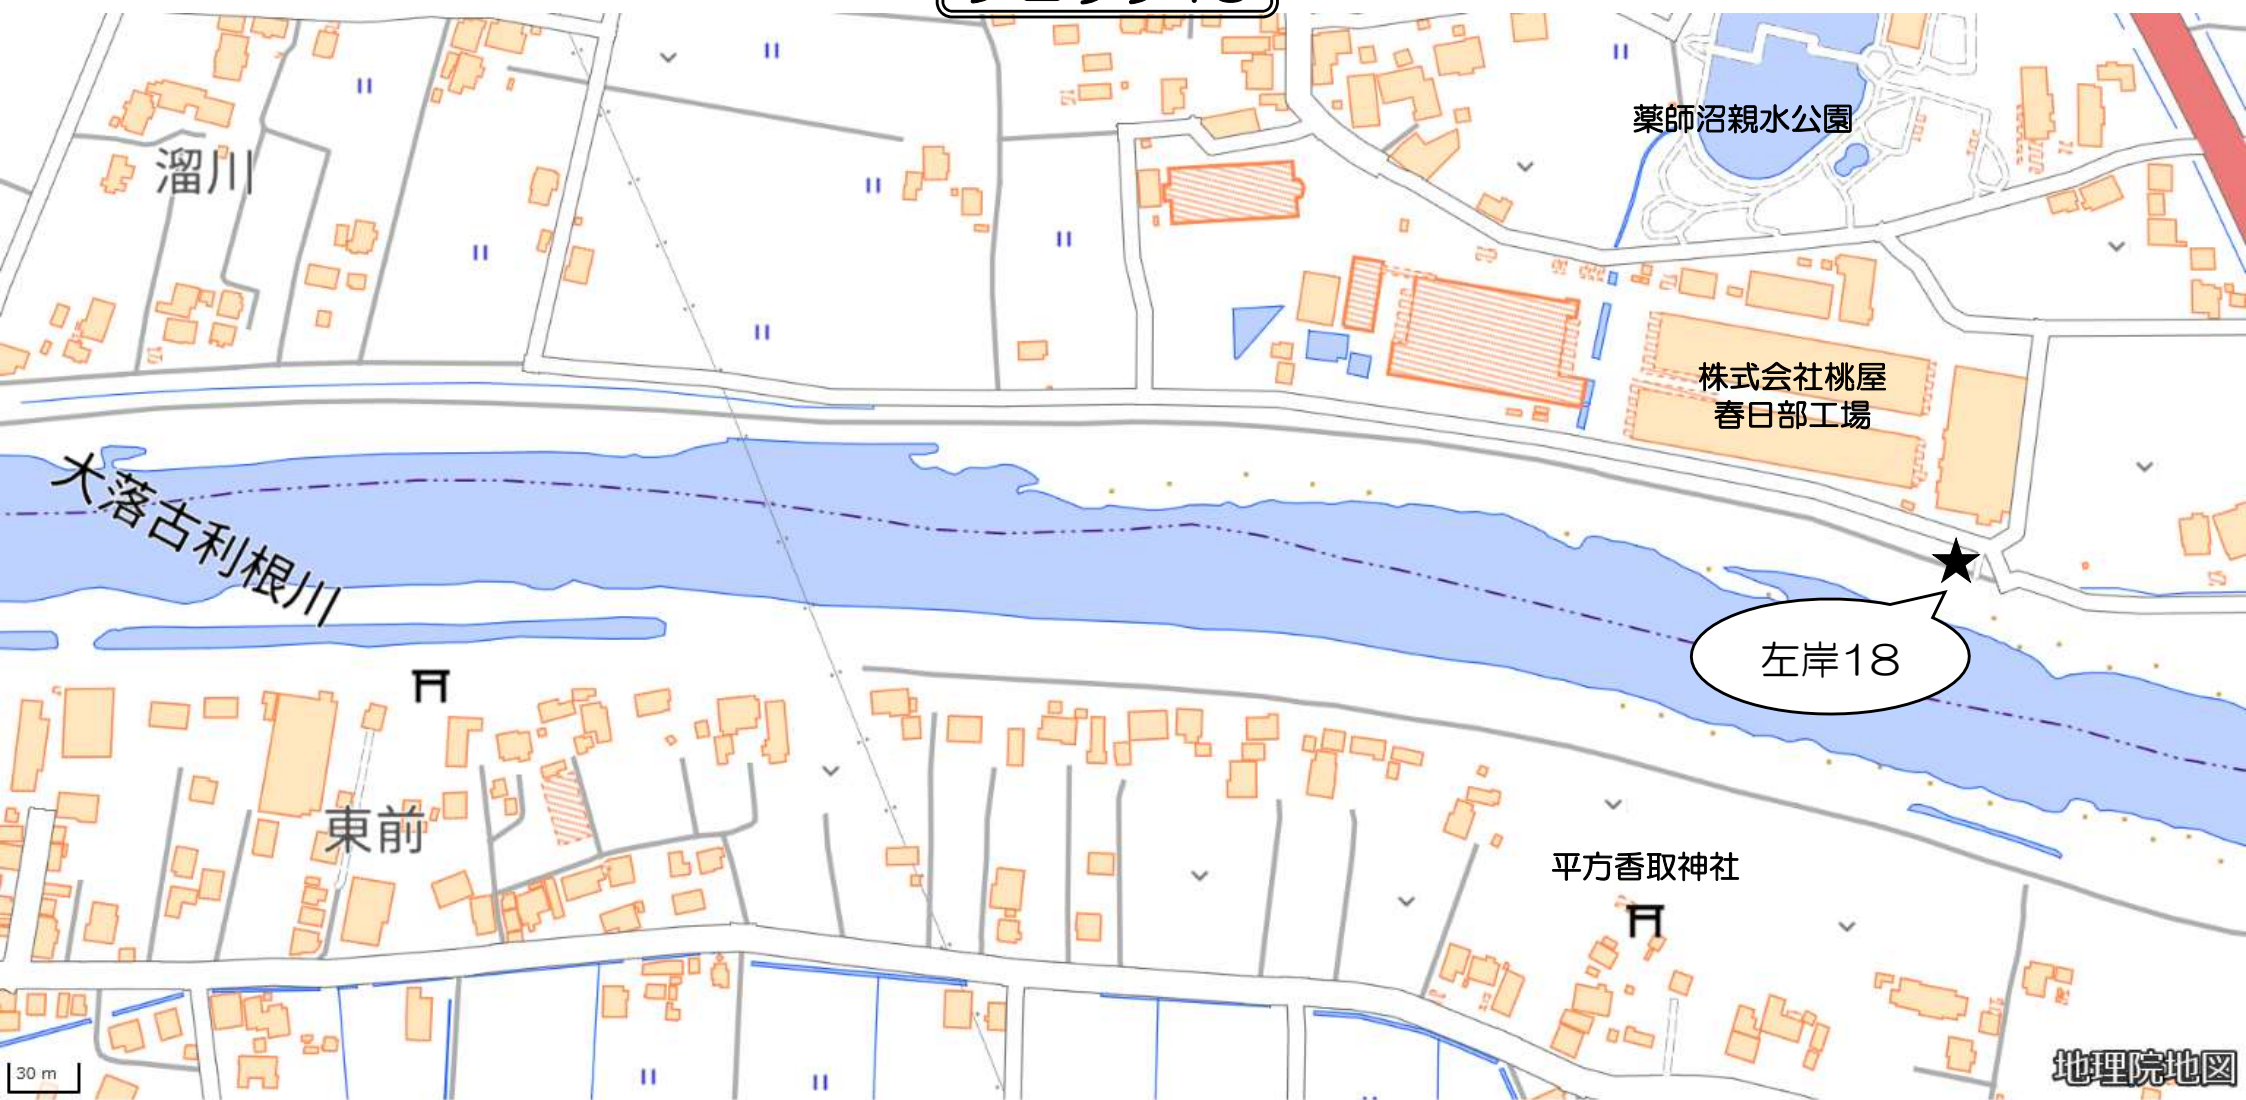 薬師沼親水公園
溜川
株式会社桃屋
春日部工場
大落古利根川
左岸18
東前
平方香取神社
30 m
地理院地図